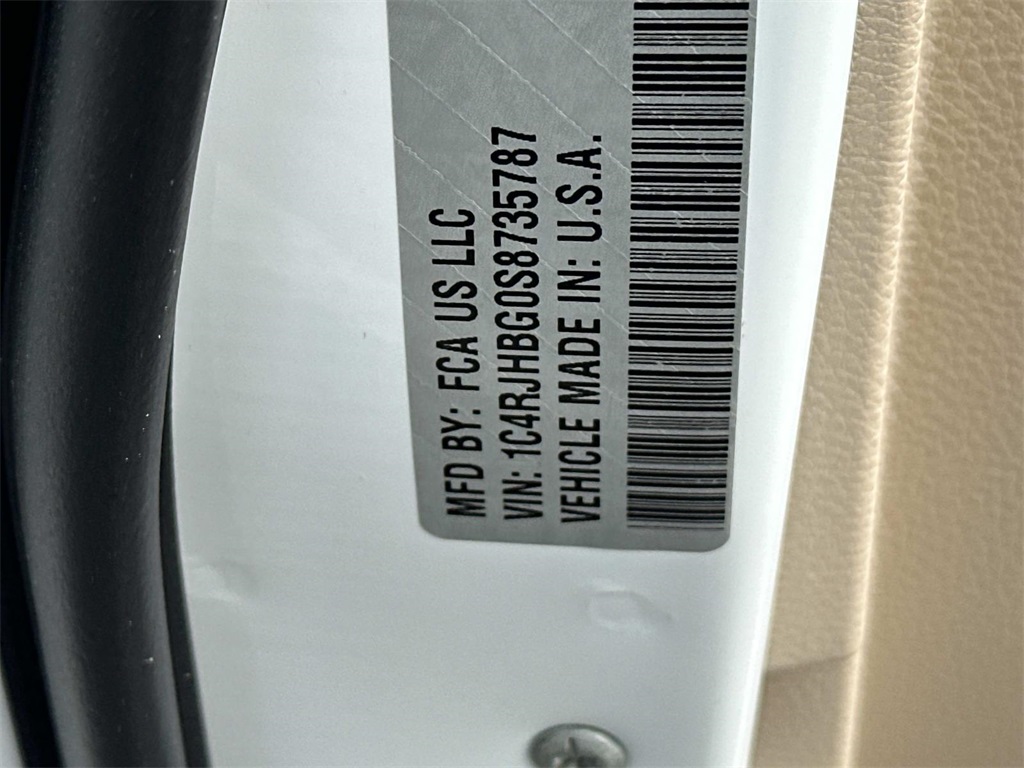 MFD BY: FCA US LLC
VIN: 1C4RJHBG0S8735787
VEHICLE MADE IN: U.S.A.